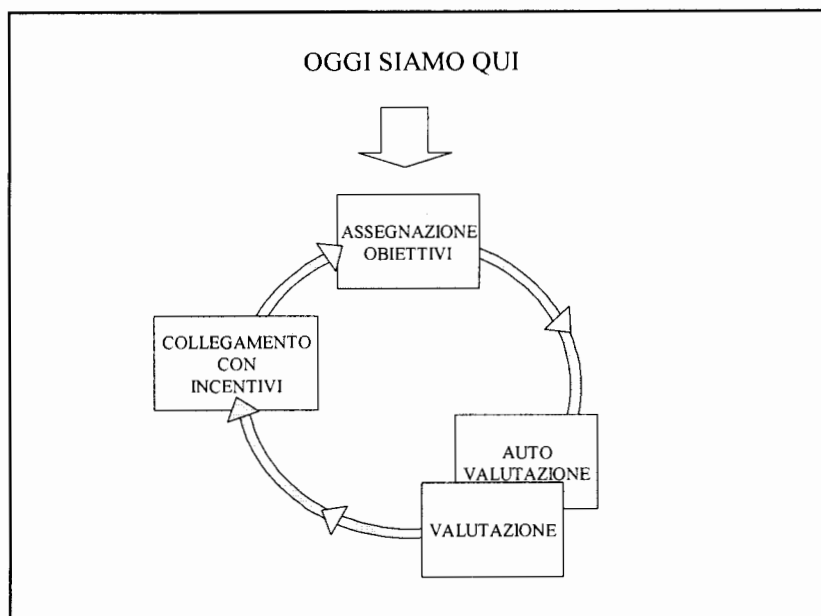 OGGI SIAMO QUI
ASSEGNAZIONE
OBIETTIVI
COLLEGAMENTO
CON
INCENTIVI
AUTO
VALUTAZIONE
VALUTAZIONE